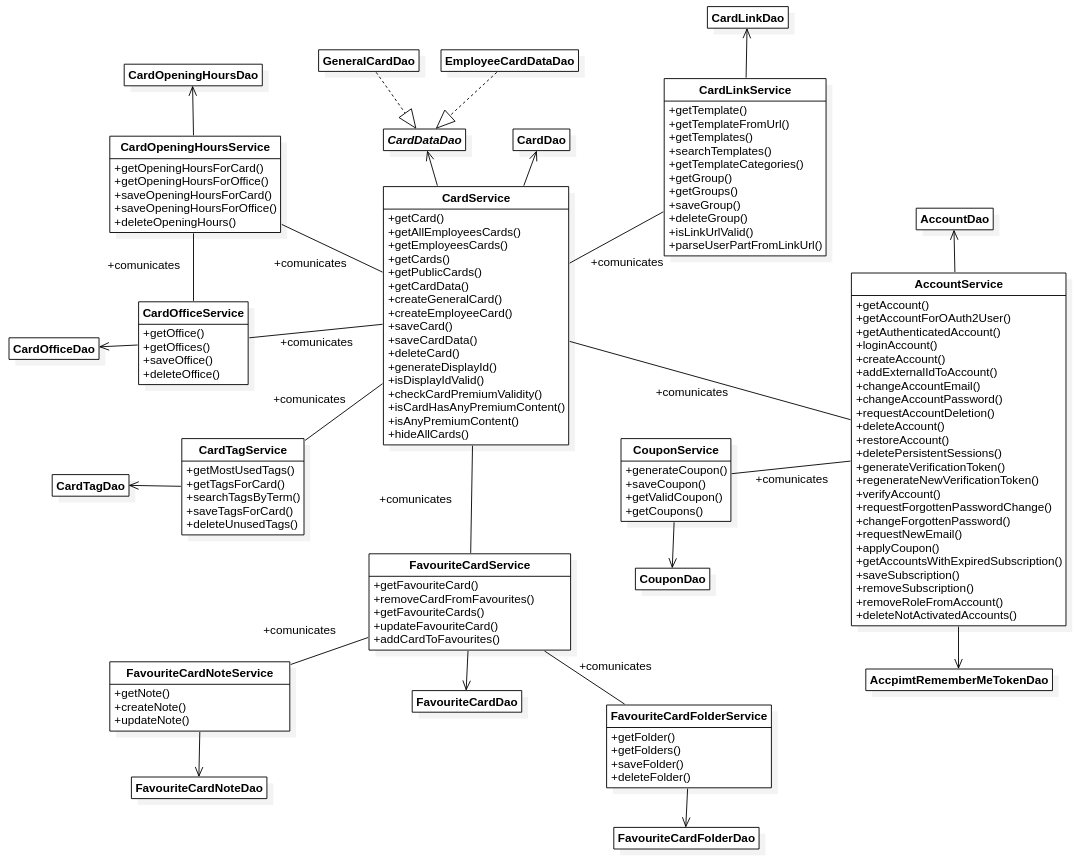 CardLinkDao
GeneralCardDao
EmployeeCardDataDao
CardOpeningHoursDao
CardDataDao
CardDao
CardLinkService
+getTemplate()
+getTemplateFromUrl()
+getTemplates()
+searchTemplates()
+getTemplateCategories()
+getGroup()
+getGroups()
+saveGroup()
+deleteGroup()
+isLinkUrlValid()
+parseUserPartFromLinkUrl()
CardOpeningHoursService
+getOpeningHoursForCard()
+getOpeningHoursForOffice()
+saveOpeningHoursForCard()
+saveOpeningHoursForOffice()
+deleteOpeningHours()
CardService
+getCard()
+getAllEmployeesCards()
+getEmployeesCards()
+getCards()
+getPublicCards()
+getCardData()
+createGeneralCard()
+createEmployeeCard()
+saveCard()
+saveCardData()
+deleteCard()
+generateDisplayId()
+isDisplayIdValid()
+checkCardPremiumValidity()
+isCardHasAnyPremiumContent()
+isAnyPremiumContent()
+hideAllCards()
AccountDao
+comunicates
+comunicates
+comunicates
AccountService
+getAccount()
+getAccountForOAuth2User()
+getAuthenticatedAccount()
+loginAccount()
+createAccount()
+addExternalIdToAccount()
+changeAccountEmail()
+changeAccountPassword()
+requestAccountDeletion()
+deleteAccount()
+restoreAccount()
+deletePersistentSessions()
+generateVerificationToken()
+regenerateNewVerificationToken()
+verifyAccount()
+requestForgottenPasswordChange()
+changeForgottenPassword()
+requestNewEmail()
+applyCoupon()
+getAccountsWithExpiredSubscription()
+saveSubscription()
+removeSubscription()
+removeRoleFromAccount()
+deleteNotActivatedAccounts()
CardOfficeService
+getOffice()
+getOffices()
+saveOffice()
+deleteOffice()
CardOfficeDao
+comunicates
+comunicates
+comunicates
CardTagService
+getMostUsedTags()
+getTagsForCard()
+searchTagsByTerm()
+saveTagsForCard()
+deleteUnusedTags()
CardTagDao
CouponService
+generateCoupon()
+saveCoupon()
+getValidCoupon()
+getCoupons()
+comunicates
+comunicates
CouponDao
FavouriteCardService
+getFavouriteCard()
+removeCardFromFavourites()
+getFavouriteCards()
+updateFavouriteCard()
+addCardToFavourites()
+comunicates
+comunicates
FavouriteCardNoteService
+getNote()
+createNote()
+updateNote()
FavouriteCardDao
AccpimtRememberMeTokenDao
FavouriteCardFolderService
+getFolder()
+getFolders()
+saveFolder()
+deleteFolder()
FavouriteCardNoteDao
FavouriteCardFolderDao